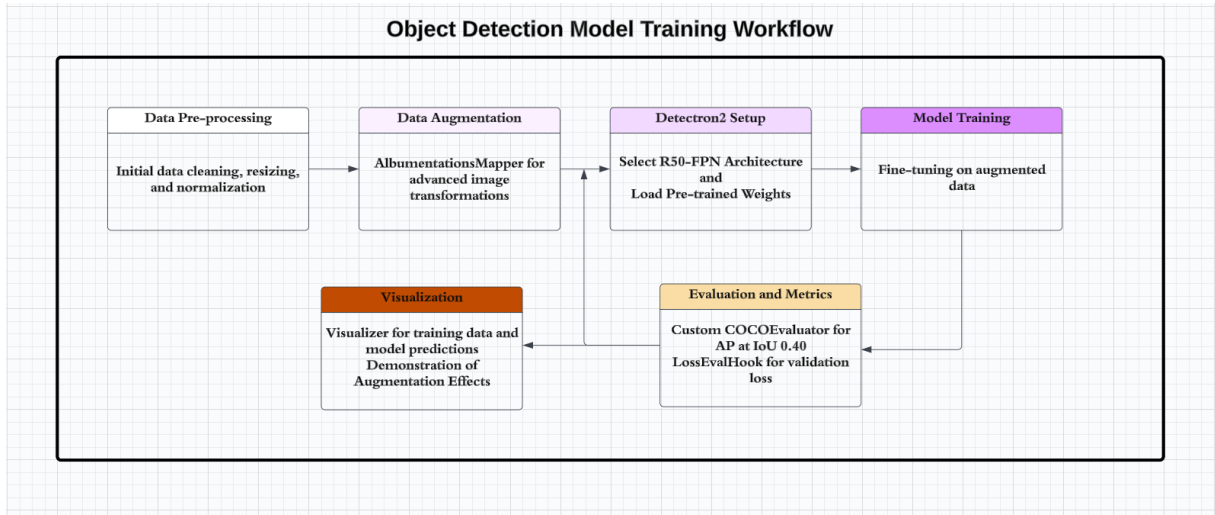 Object Detection Model Training Workflow
Data Pre-processing
Initial data cleaning, resizing,
and normalization
Data Augmentation
AlbumentationsMapper for
advanced image
transformations
Detectron2 Setup
Select R50-FPN Architecture
and
Load Pre-trained Weights
Model Training
Fine-tuning on augmented
data
Visualization
Visualizer for training data and
model predictions
Demonstration of
Augmentation Effects
Evaluation and Metrics
Custom COCOEvaluator for
AP at IoU 0.40
LossEvalHook for validation
loss